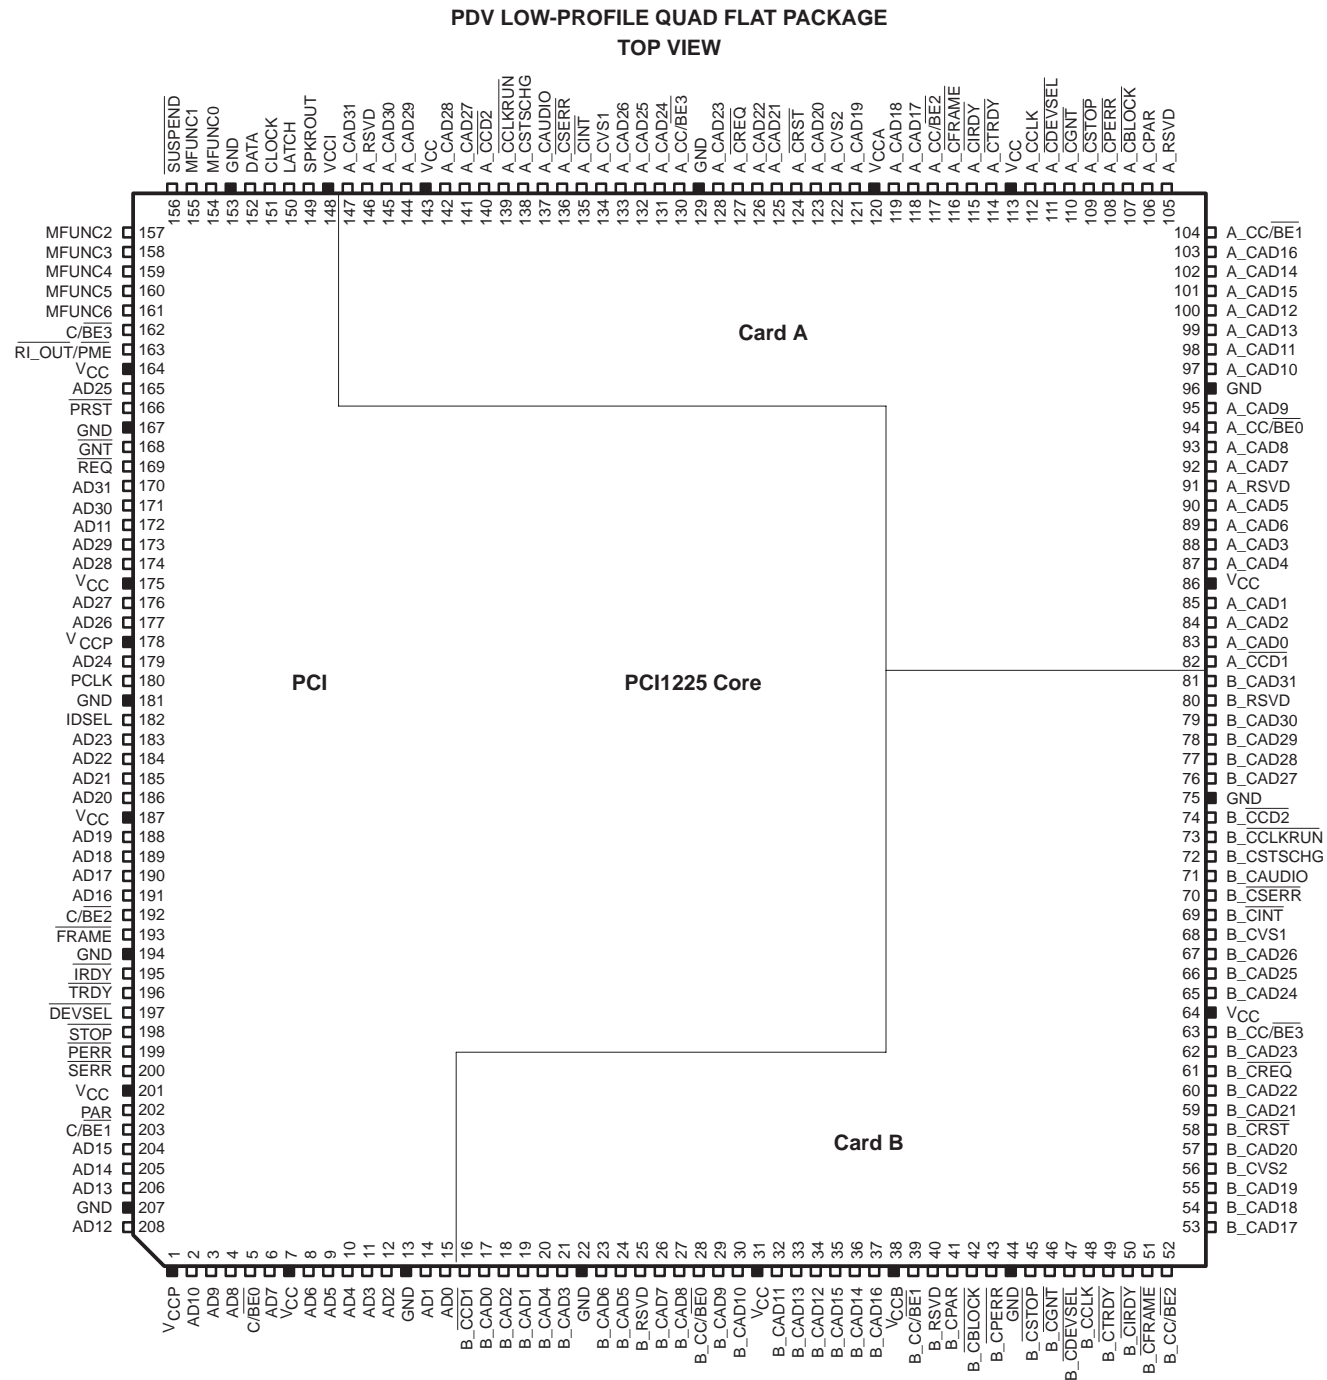 PDV LOW-PROFILE QUAD FLAT PACKAGE
TOP VIEW
SUSPEND
MFUNC1
MFUNC0
GND
DATA
CLOCK
LATCH
SPKROUT
VCCI
A_CAD31
A_RSVD
A_CAD30
A_CAD29
VCC
A_CAD28
A_CAD27
A_CCD2
A_CCLKRUN
A_CSTSCHG
A_CAUDIO
A_CSERR
A_CINT
A_CVS1
A_CAD26
A_CAD25
A_CAD24
A_CC/BE3
GND
A_CAD23
A_CREQ
A_CAD22
A_CAD21
A_CRST
A_CAD20
A_CVS2
A_CAD19
VCCA
A_CAD18
A_CAD17
A_CC/BE2
A_CFRAME
A_CIRDY
A_CTRDY
VCC
A_CCLK
A_CDEVSEL
A_CGNT
A_CSTOP
A_CPERR
A_CBLOCK
A_CPAR
A_RSVD
156 155 154 153 152 151 150 149 148 147 146 145 144 143 142 141 140 139 138 137 136 135 134 133 132 131 130 129 128 127 126 125 124 123 122 121 120 119 118 117 116 115 114 113 112 111 110 109 108 107 106 105
MFUNC2 157
MFUNC3 158
MFUNC4 159
MFUNC5 160
MFUNC6 161
C/BE3 162
RI_OUT/PME 163
VCC 164
AD25 165
PRST 166
GND 167
GNT 168
REQ 169
AD31 170
AD30 171
AD11 172
AD29 173
AD28 174
VCC 175
AD27 176
AD26 177
VCCP 178
AD24 179
PCLK 180
GND 181
IDSEL 182
AD23 183
AD22 184
AD21 185
AD20 186
VCC 187
AD19 188
AD18 189
AD17 190
AD16 191
C/BE2 192
FRAME 193
GND 194
IRDY 195
TRDY 196
DEVSEL 197
STOP 198
PERR 199
SERR 200
VCC 201
PAR 202
C/BE1 203
AD15 204
AD14 205
AD13 206
GND 207
AD12 208
Card A
PCI
PCI1225 Core
Card B
104 A_CC/BE1
103 A_CAD16
102 A_CAD14
101 A_CAD15
100 A_CAD12
99 A_CAD13
98 A_CAD11
97 A_CAD10
96 GND
95 A_CAD9
94 A_CC/BE0
93 A_CAD8
92 A_CAD7
91 A_RSVD
90 A_CAD5
89 A_CAD6
88 A_CAD3
87 A_CAD4
86 VCC
85 A_CAD1
84 A_CAD2
83 A_CAD0
82 A_CCD1
81 B_CAD31
80 B_RSVD
79 B_CAD30
78 B_CAD29
77 B_CAD28
76 B_CAD27
75 GND
74 B_CCD2
73 B_CCLKRUN
72 B_CSTSCHG
71 B_CAUDIO
70 B_CSERR
69 B_CINT
68 B_CVS1
67 B_CAD26
66 B_CAD25
65 B_CAD24
64 VCC
63 B_CC/BE3
62 B_CAD23
61 B_CREQ
60 B_CAD22
59 B_CAD21
58 B_CRST
57 B_CAD20
56 B_CVS2
55 B_CAD19
54 B_CAD18
53 B_CAD17
1 2 3 4 5 6 7 8 9 10 11 12 13 14 15 16 17 18 19 20 21 22 23 24 25 26 27 28 29 30 31 32 33 34 35 36 37 38 39 40 41 42 43 44 45 46 47 48 49 50 51 52
VCCP
AD10
AD9
AD8
C/BE0
AD7
VCC
AD6
AD5
AD4
AD3
AD2
GND
AD1
AD0
B_CCD1
B_CAD0
B_CAD2
B_CAD1
B_CAD4
B_CAD3
GND
B_CAD6
B_CAD5
B_RSVD
B_CAD7
B_CAD8
B_CC/BE0
B_CAD9
B_CAD10
VCC
B_CAD11
B_CAD13
B_CAD12
B_CAD15
B_CAD14
B_CAD16
VCCB
B_CC/BE1
B_RSVD
B_CPAR
B_CBLOCK
B_CPERR
GND
B_CSTOP
B_CGNT
B_CDEVSEL
B_CCLK
B_CTRDY
B_CIRDY
B_CFRAME
B_CC/BE2